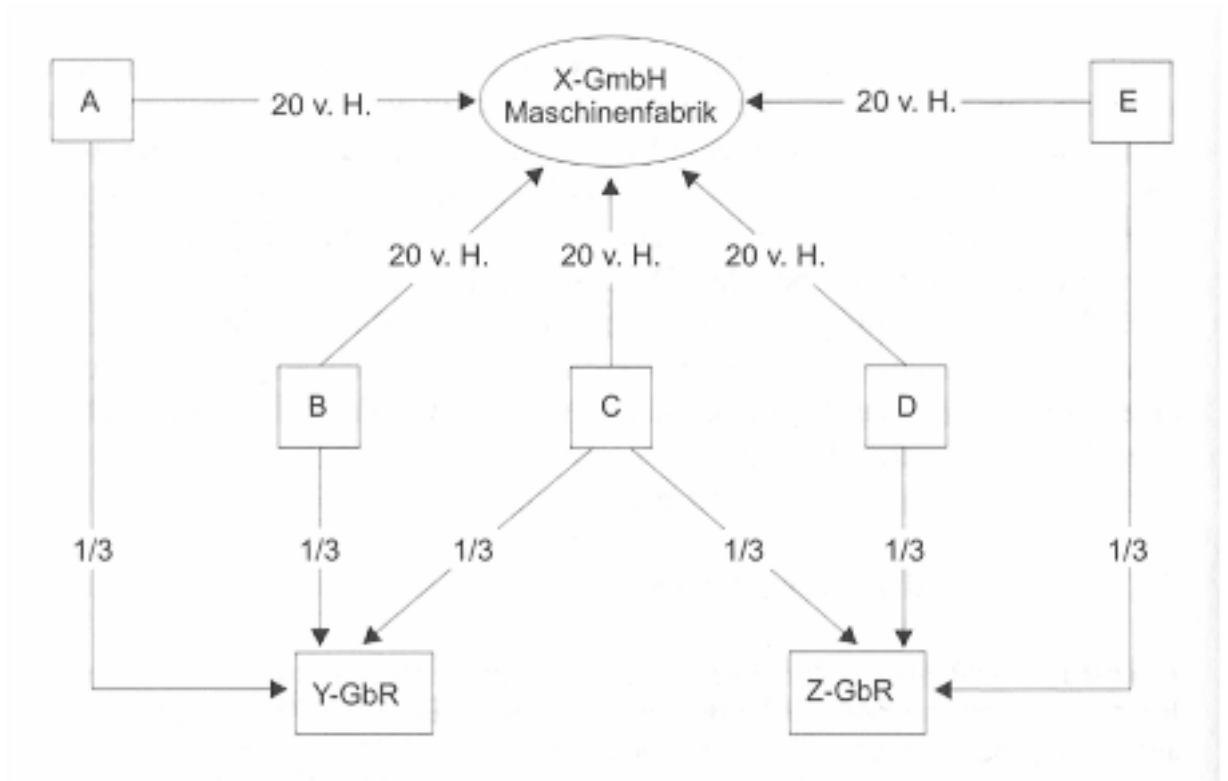 X-GmbH
Maschinenfabrik
A
20 v. H.
20 v. H.
E
20 v. H.
20 v. H.
20 v. H.
B
C
D
1/3
1/3
1/3
1/3
1/3
1/3
Y-GbR
Z-GbR